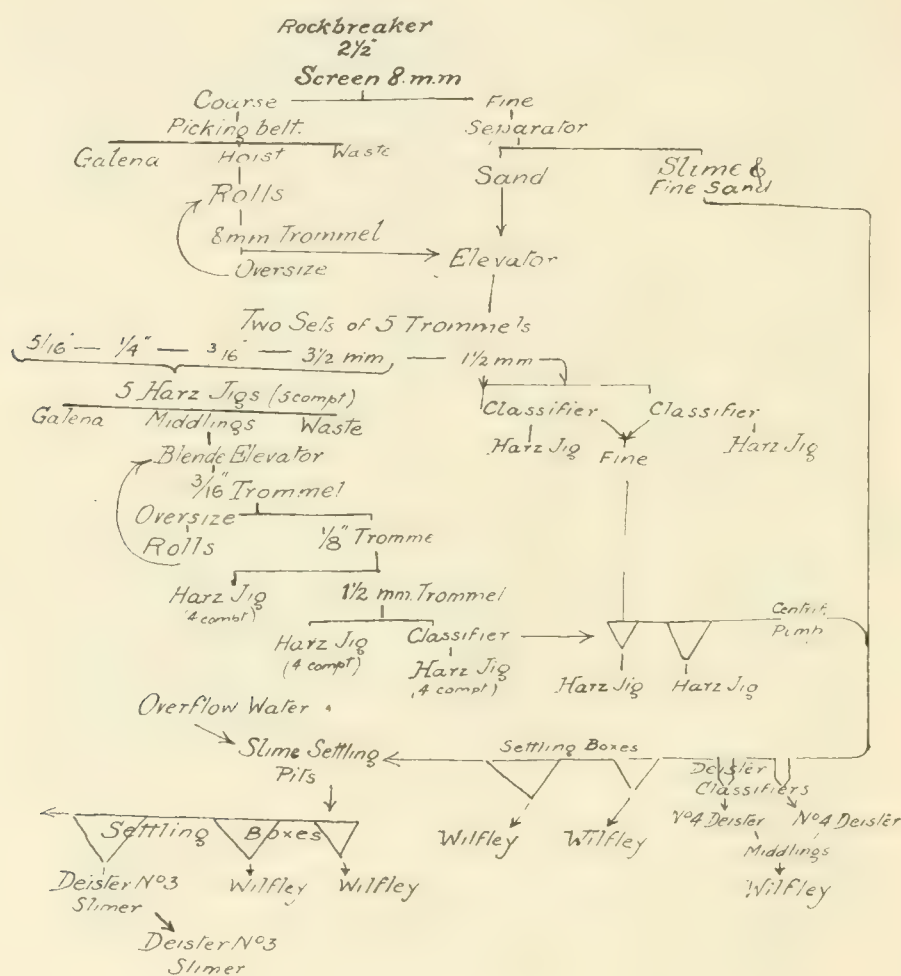 Rockbreaker
2½"
Screen 8.m.m
Course Fine
Picking belt. Separator
Galena Hoist Waste
Sand Slime & Fine Sand
Rolls
8mm Trommel
Oversize Elevator
Two Sets of 5 Trommels
5/16" — ¼" — 3/16" — 3½ mm — 1½ mm
5 Harz Jigs (5 compt)
Galena Middlings Waste
Classifier Classifier
Harz Jig Fine Harz Jig
Blende Elevator
3/16" Trommel
Oversize
Rolls ⅛" Tromme
Harz Jig
(4 compt)
1½ mm. Trommel
Harz Jig
(4 compt)
Classifier
Harz Jig
(4 compt)
Centrif.
Pump
Harz Jig Harz Jig
Overflow Water
Slime Settling
Pits
Settling Boxes
Deister
Classifiers
Wilfley Wilfley Nº4 Deister Nº4 Deister
Middlings
Wilfley
Settling Boxes
Deister Nº3
Slimer
Wilfley Wilfley
Deister Nº3
Slimer